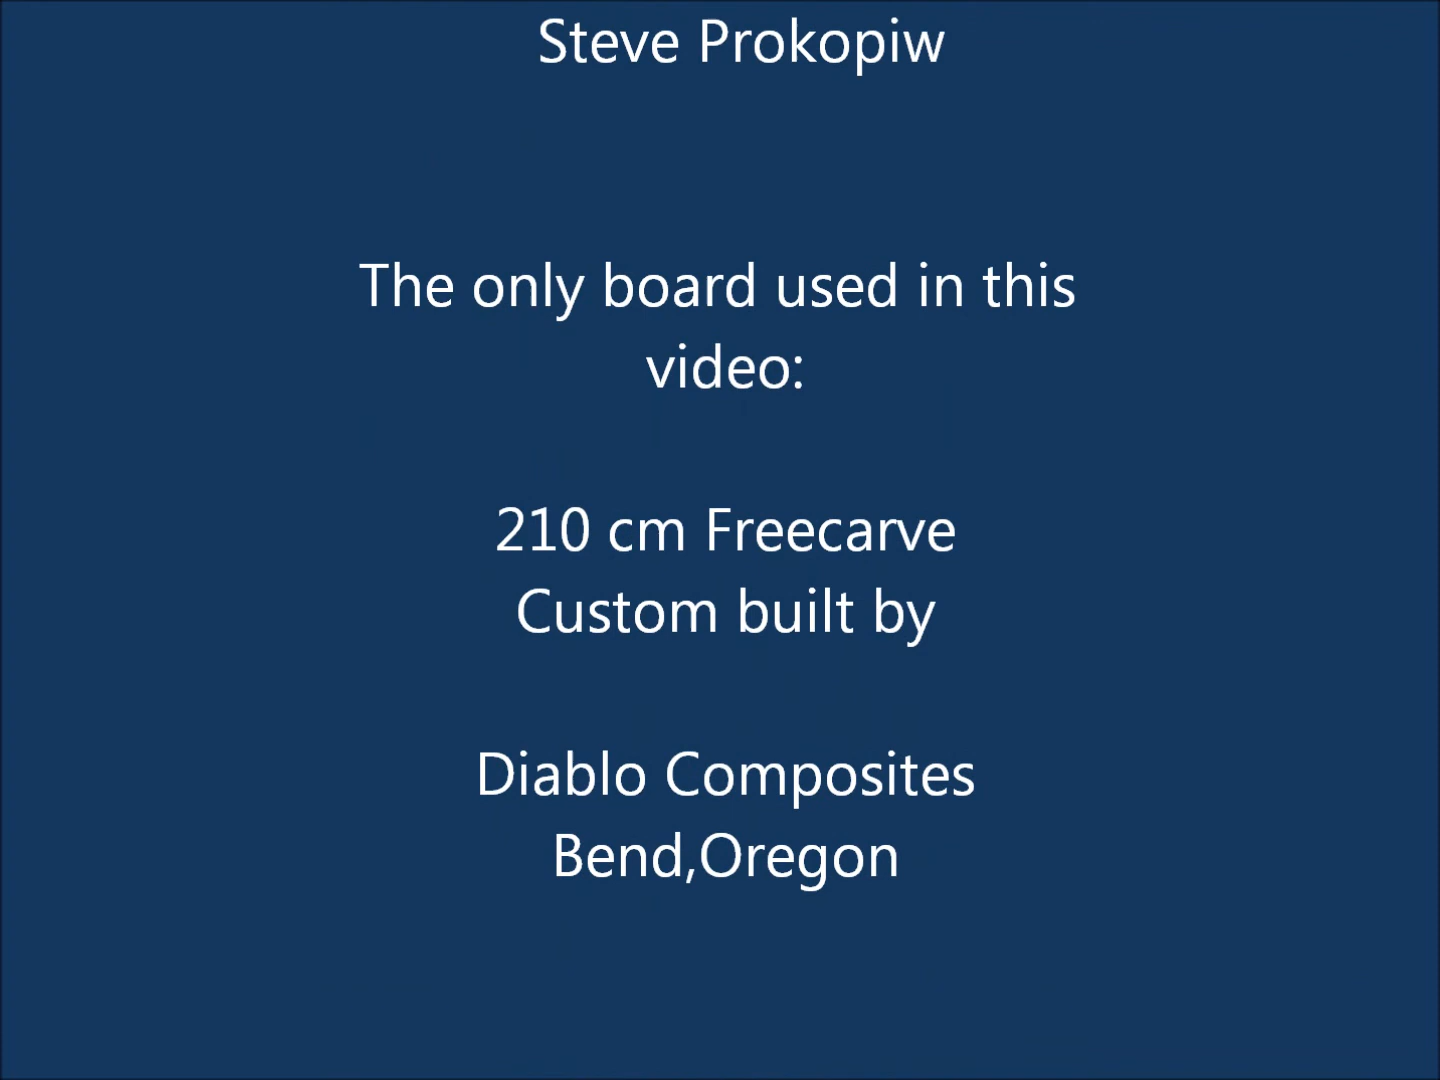 Steve Prokopiw
The only board used in this
video:
210 cm Freecarve
Custom built by
Diablo Composites
Bend,Oregon